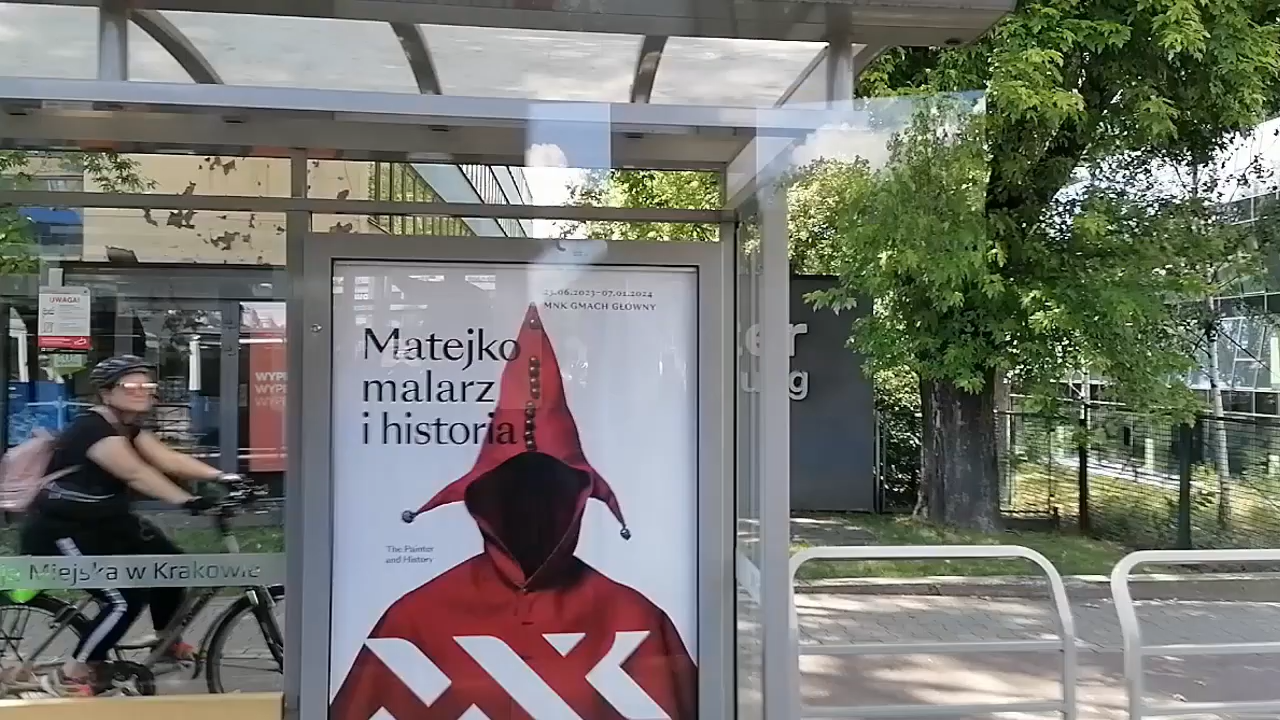 23.06.2023–07.01.2024
MNK GMACH GŁÓWNY
Matejko
malarz
i historia
The Painter
and History
UWAGA!
Miejska w Krakowie